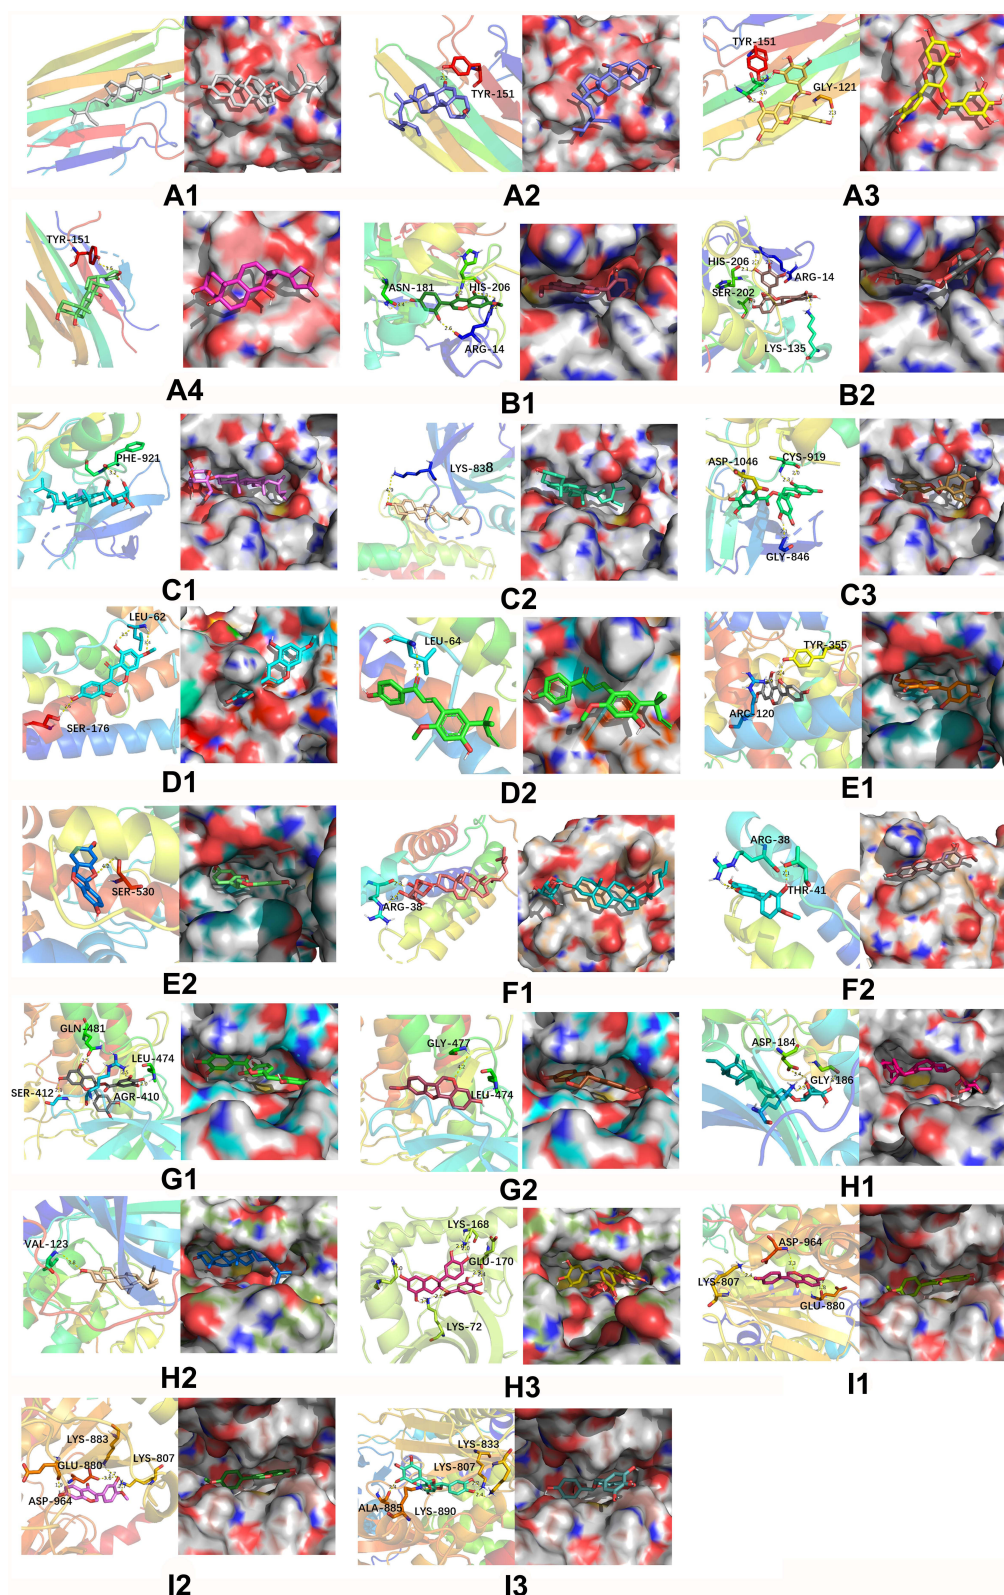 TYR-151
GLY-121
TYR-151
A1
A2
A3
TYR-151
ASN-181
HIS-206
ARG-14
HIS-206
ARG-14
SER-202
LYS-135
A4
B1
B2
PHE-921
LYS-838
ASP-1046
CYS-919
GLY-846
C1
C2
C3
LEU-62
SER-176
LEU-64
TYR-355
ARC-120
D1
D2
E1
SER-530
ARG-38
ARG-38
THR-41
E2
F1
F2
GLN-481
LEU-474
SER-412
AGR-410
GLY-477
LEU-474
ASP-184
GLY-186
G1
G2
H1
VAL-123
LYS-168
GLU-170
LYS-72
ASP-964
LYS-807
GLU-880
H2
H3
I1
LYS-883
GLU-880
LYS-807
ASP-964
LYS-833
LYS-807
ALA-885
LYS-890
I2
I3